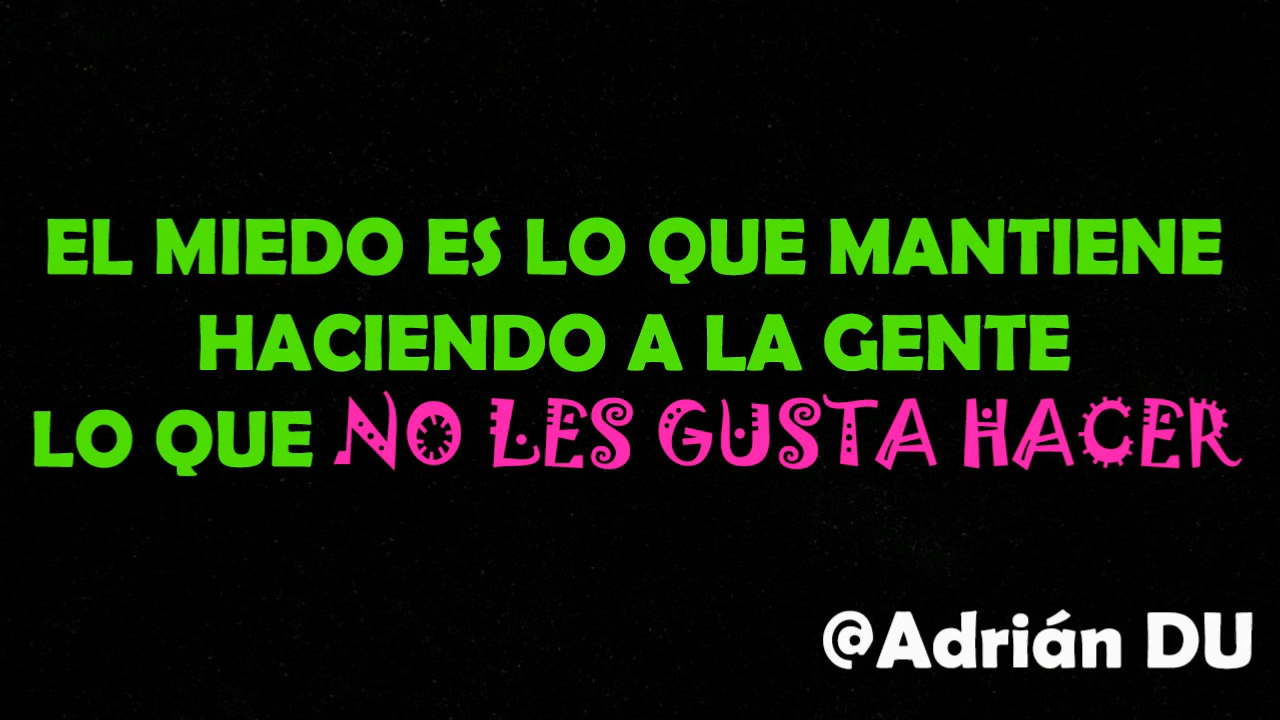 EL MIEDO ES LO QUE MANTIENE
HACIENDO A LA GENTE
LO QUE NO LES GUSTA HACER
@Adrián DU